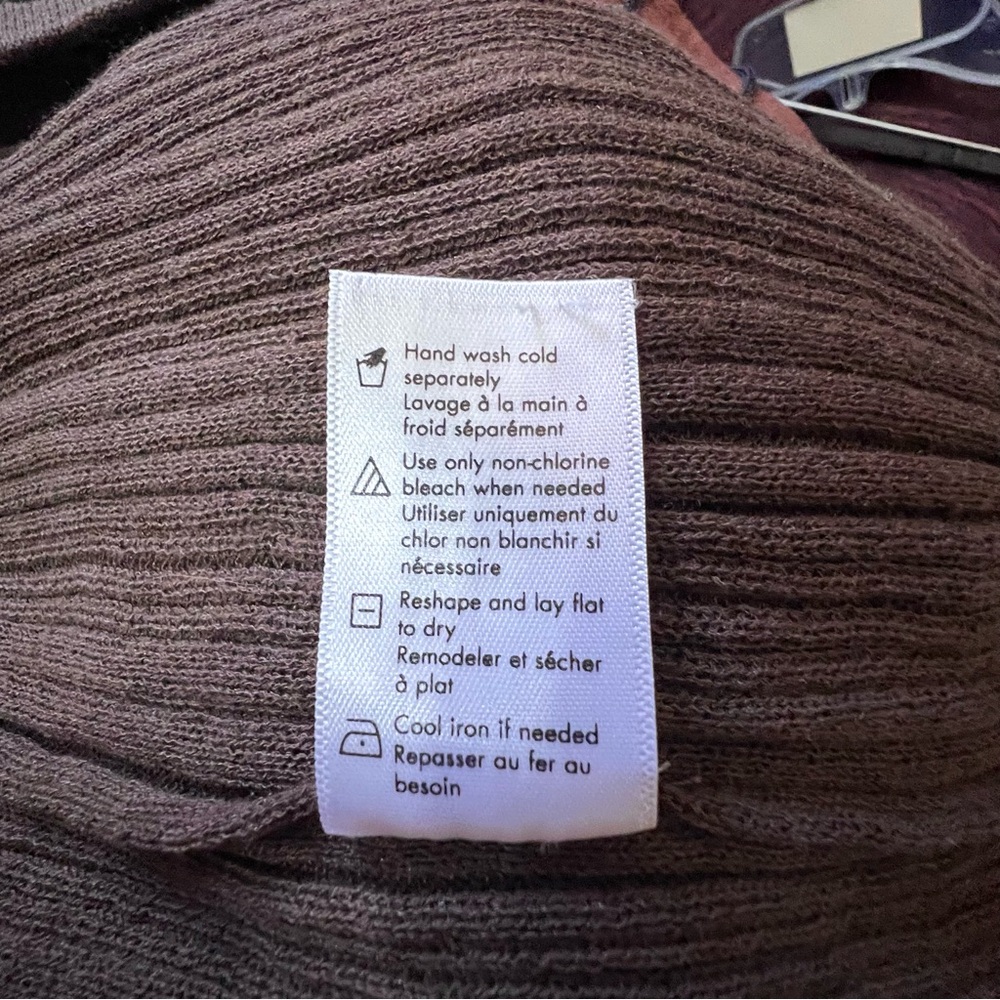 Hand wash cold
separately
Lavage à la main à
froid séparément
Use only non-chlorine
bleach when needed
Utiliser uniquement du
chlor non blanchir si
nécessaire
Reshape and lay flat
to dry
Remodeler et sécher
à plat
Cool iron if needed
Repasser au fer au
besoin